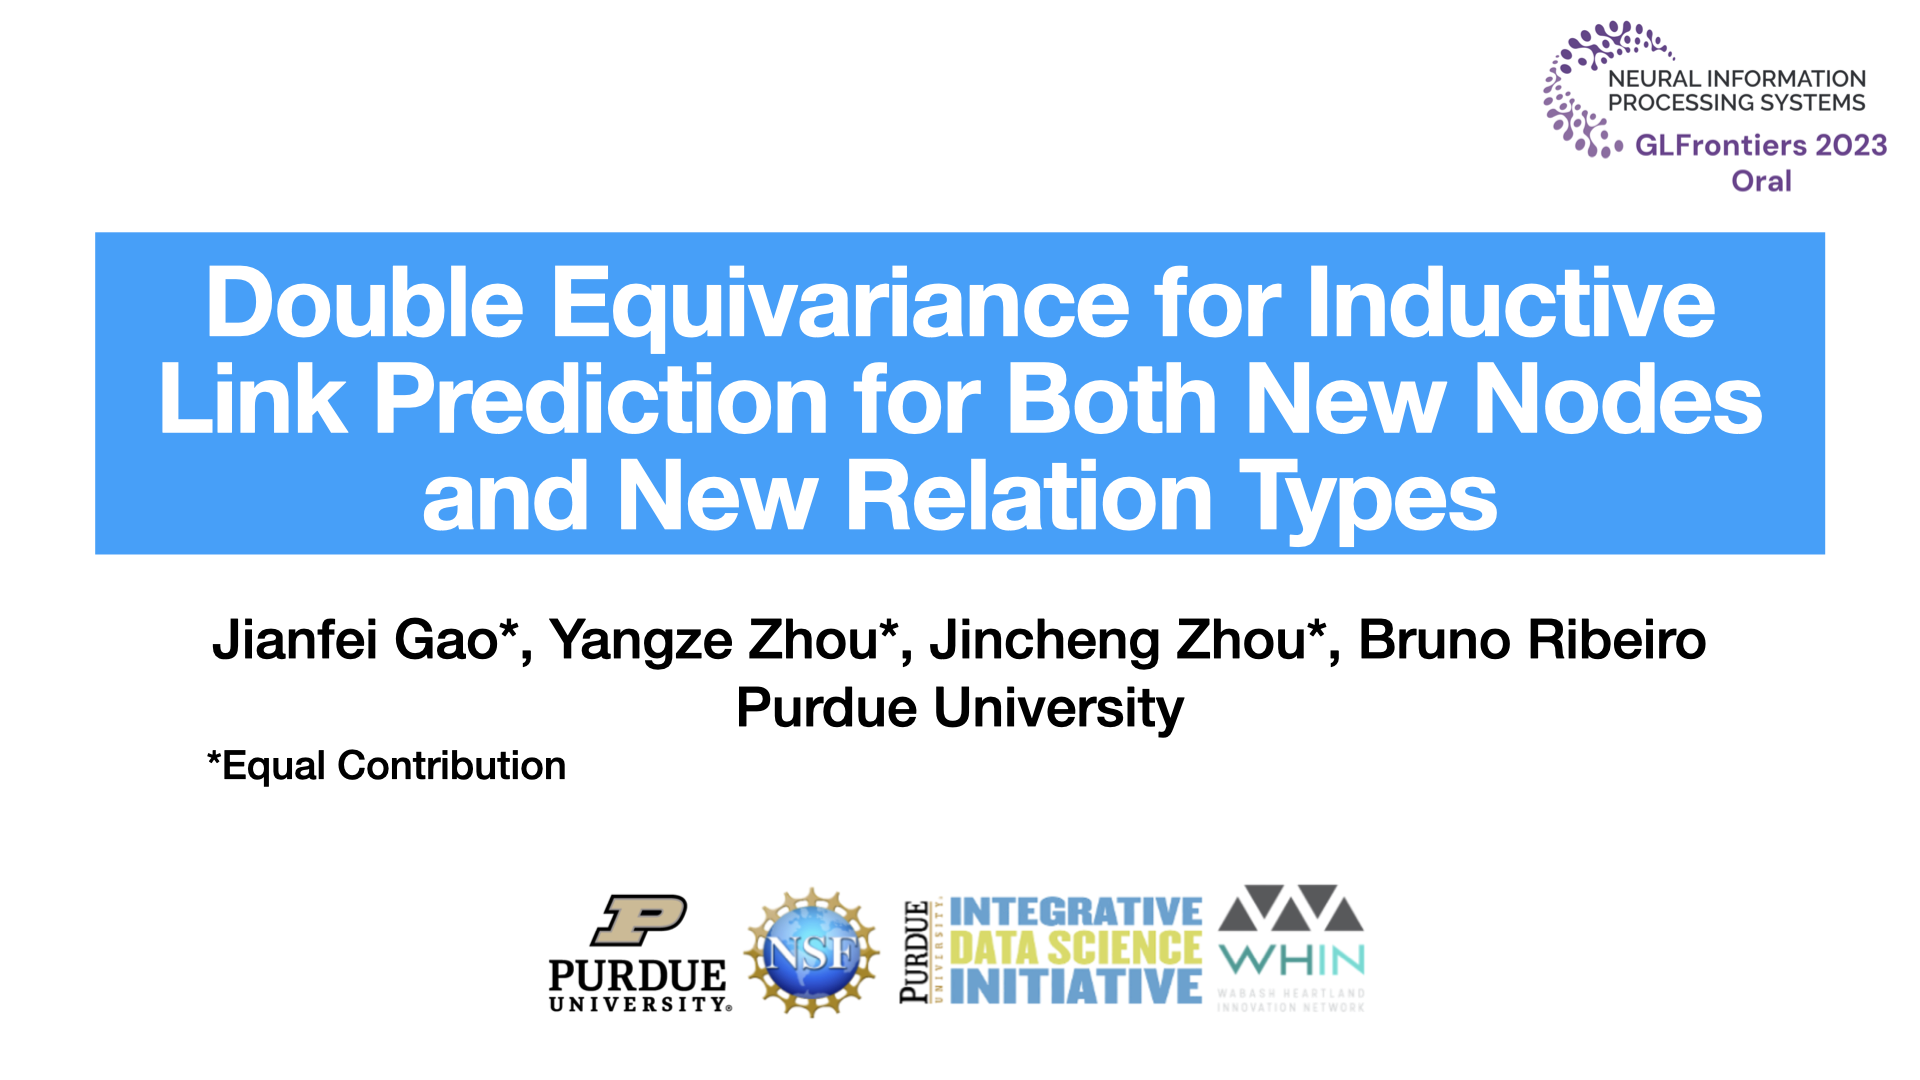 NEURAL INFORMATION
PROCESSING SYSTEMS
GLFrontiers 2023
Oral
Double Equivariance for Inductive
Link Prediction for Both New Nodes
and New Relation Types
Jianfei Gao*, Yangze Zhou*, Jincheng Zhou*, Bruno Ribeiro
Purdue University
*Equal Contribution
P
PURDUE
UNIVERSITY®
NSF
PURDUE
UNIVERSITY
INTEGRATIVE
DATA SCIENCE
INITIATIVE
WHIN
WABASH HEARTLAND
INNOVATION NETWORK